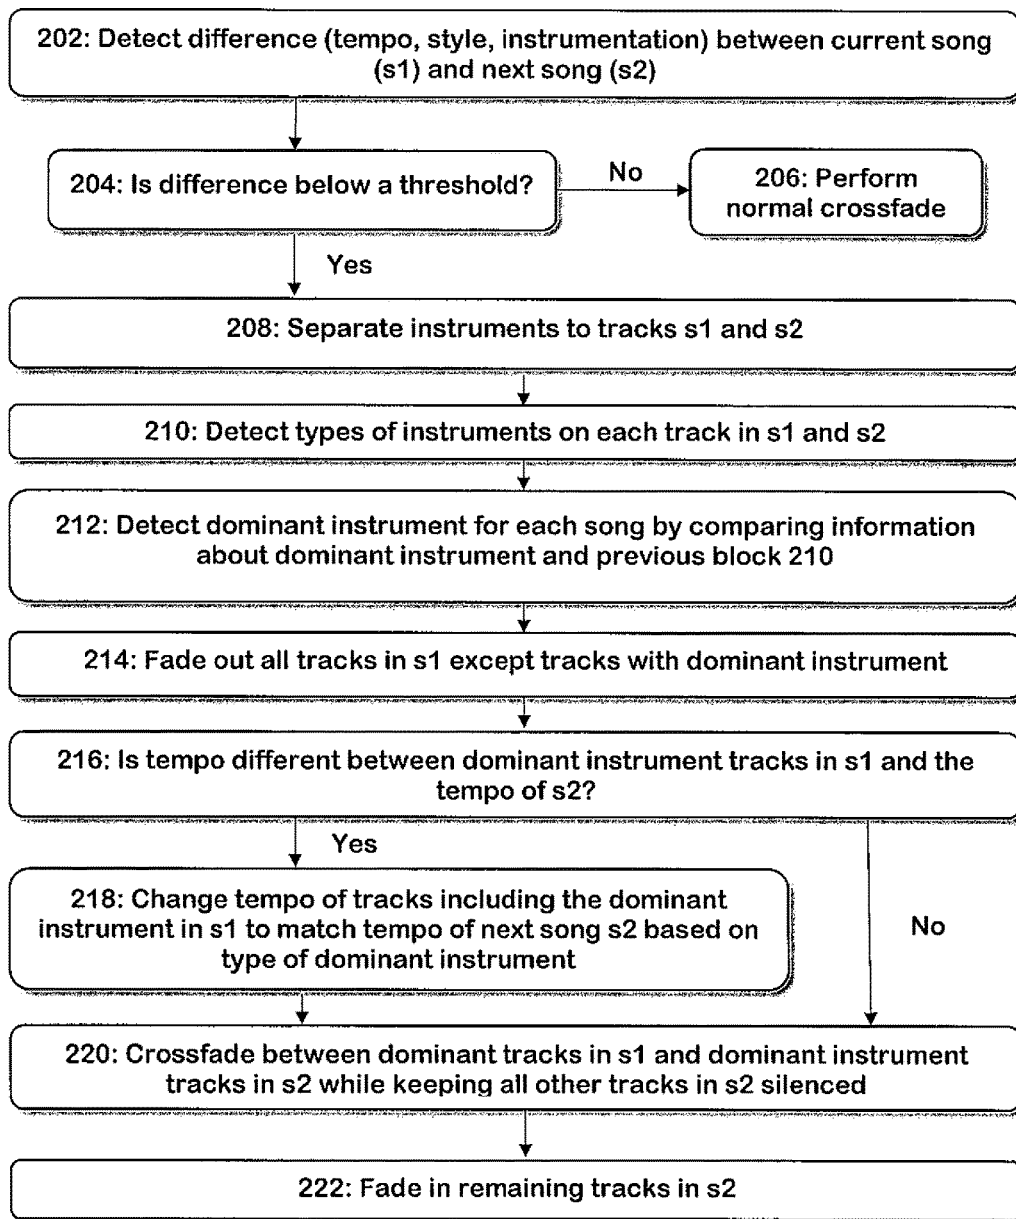 202: Detect difference (tempo, style, instrumentation) between current song
(s1) and next song (s2)
204: Is difference below a threshold?
No
206: Perform
normal crossfade
Yes
208: Separate instruments to tracks s1 and s2
210: Detect types of instruments on each track in s1 and s2
212: Detect dominant instrument for each song by comparing information
about dominant instrument and previous block 210
214: Fade out all tracks in s1 except tracks with dominant instrument
216: Is tempo different between dominant instrument tracks in s1 and the
tempo of s2?
Yes
218: Change tempo of tracks including the dominant
instrument in s1 to match tempo of next song s2 based on
type of dominant instrument
No
220: Crossfade between dominant tracks in s1 and dominant instrument
tracks in s2 while keeping all other tracks in s2 silenced
222: Fade in remaining tracks in s2